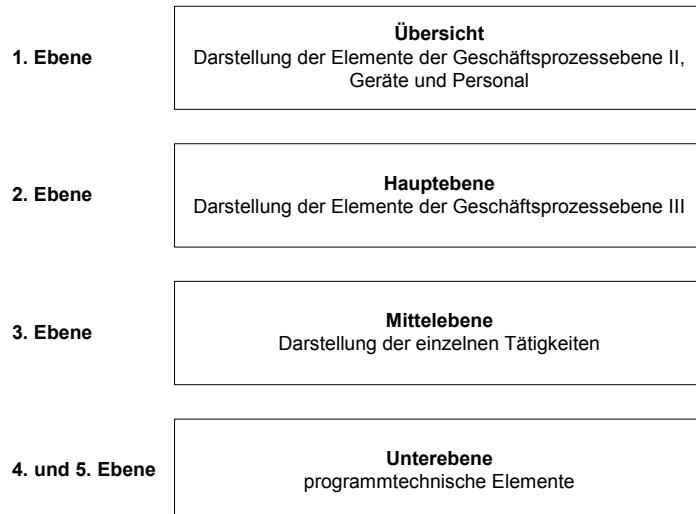 1. Ebene
Übersicht
Darstellung der Elemente der Geschäftsprozessebene II,
Geräte und Personal
2. Ebene
Hauptebene
Darstellung der Elemente der Geschäftsprozessebene III
3. Ebene
Mittelebene
Darstellung der einzelnen Tätigkeiten
4. und 5. Ebene
Unterebene
programmtechnische Elemente